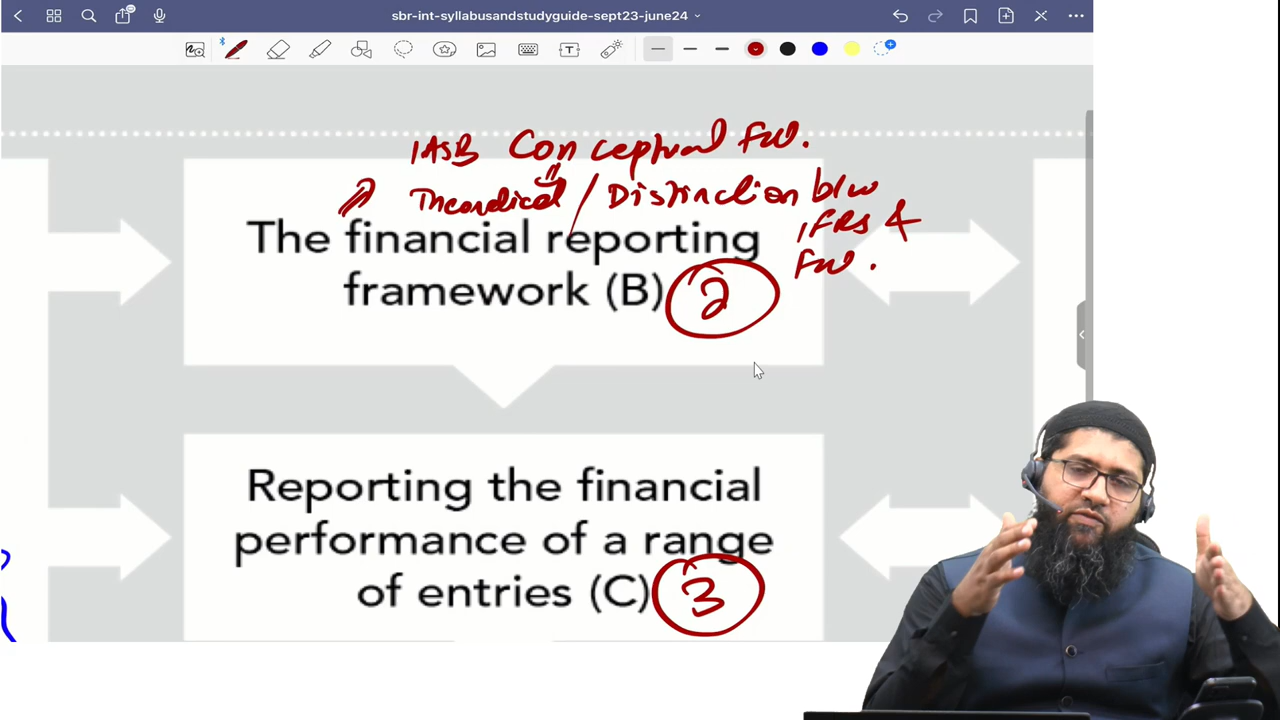 sbr-int-syllabusandstudyguide-sept23-june24
IASB Conceptual FW.
Theoretical / Distinction b/w
IFRS &
FW.
The financial reporting
framework (B)
2
Reporting the financial
performance of a range
of entries (C)
3